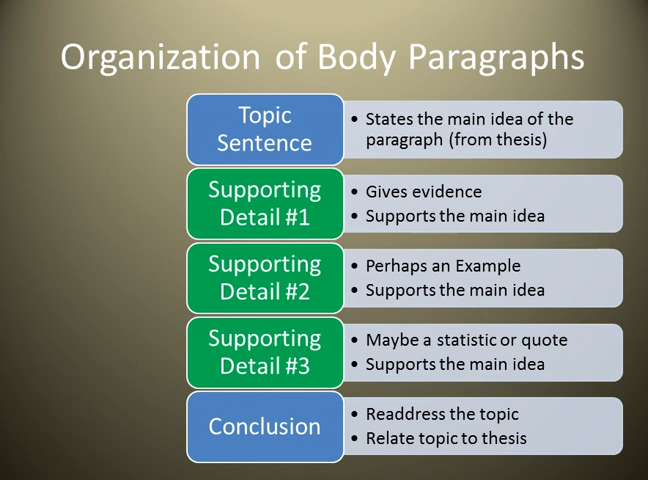 Organization of Body Paragraphs
Topic
Sentence
• States the main idea of the
paragraph (from thesis)
Supporting
Detail #1
• Gives evidence
• Supports the main idea
Supporting
Detail #2
• Perhaps an Example
• Supports the main idea
Supporting
Detail #3
• Maybe a statistic or quote
• Supports the main idea
Conclusion
• Readdress the topic
• Relate topic to thesis